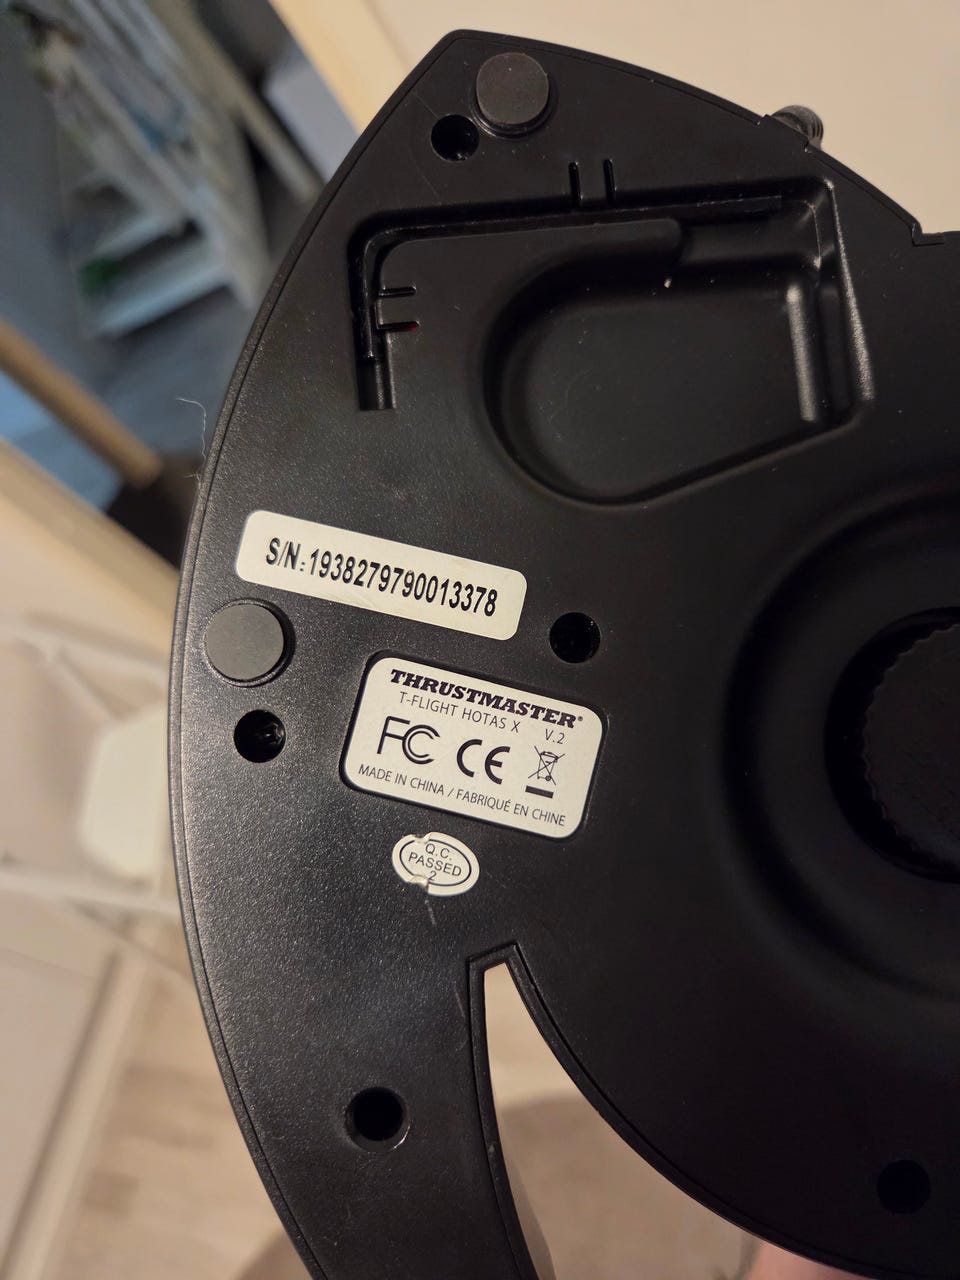 S/N:1938279790013378
THRUSTMASTER®
T-FLIGHT HOTAS X V.2
FC CE
MADE IN CHINA / FABRIQUÉ EN CHINE
Q.C.
PASSED
2